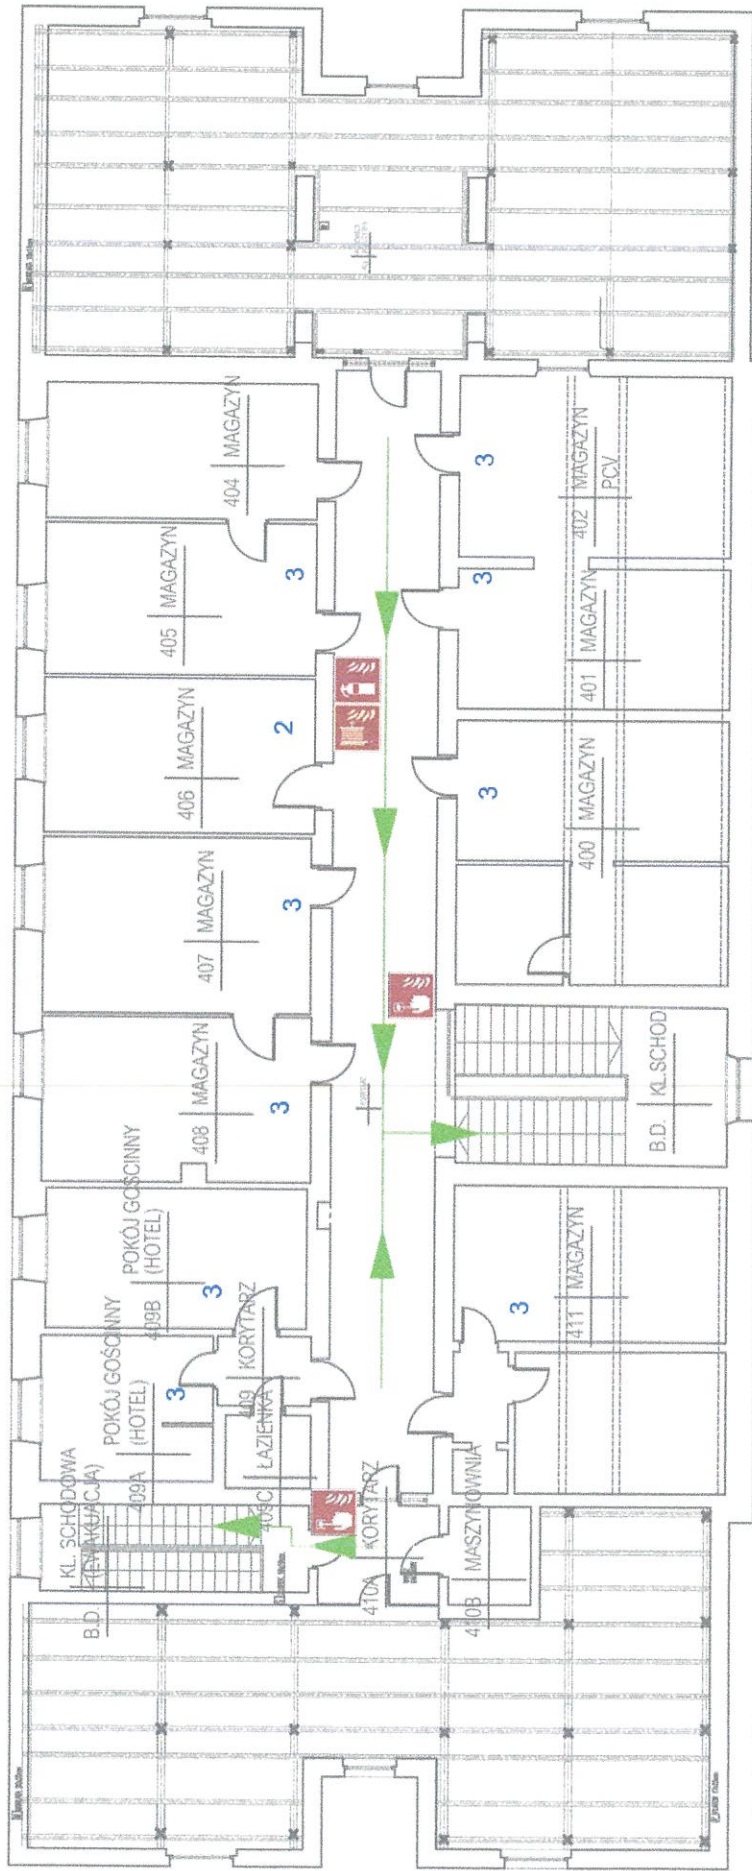 KL. SCHODOWA
B.D. (EWAKUACJA)
POKÓJ GOŚCINNY
409A (HOTEL)
3
POKÓJ GOŚCINNY
409B (HOTEL)
3
408 MAGAZYN
3
407 MAGAZYN
3
406 MAGAZYN
2
405 MAGAZYN
3
404 MAGAZYN
409C ŁAZIENKA
409 KORYTARZ
410A KORYTARZ
410B MASZYNOWNIA
3
411 MAGAZYN
B.D. KL.SCHOD
3
400 MAGAZYN
3
401 MAGAZYN
3
402 MAGAZYN
PCV